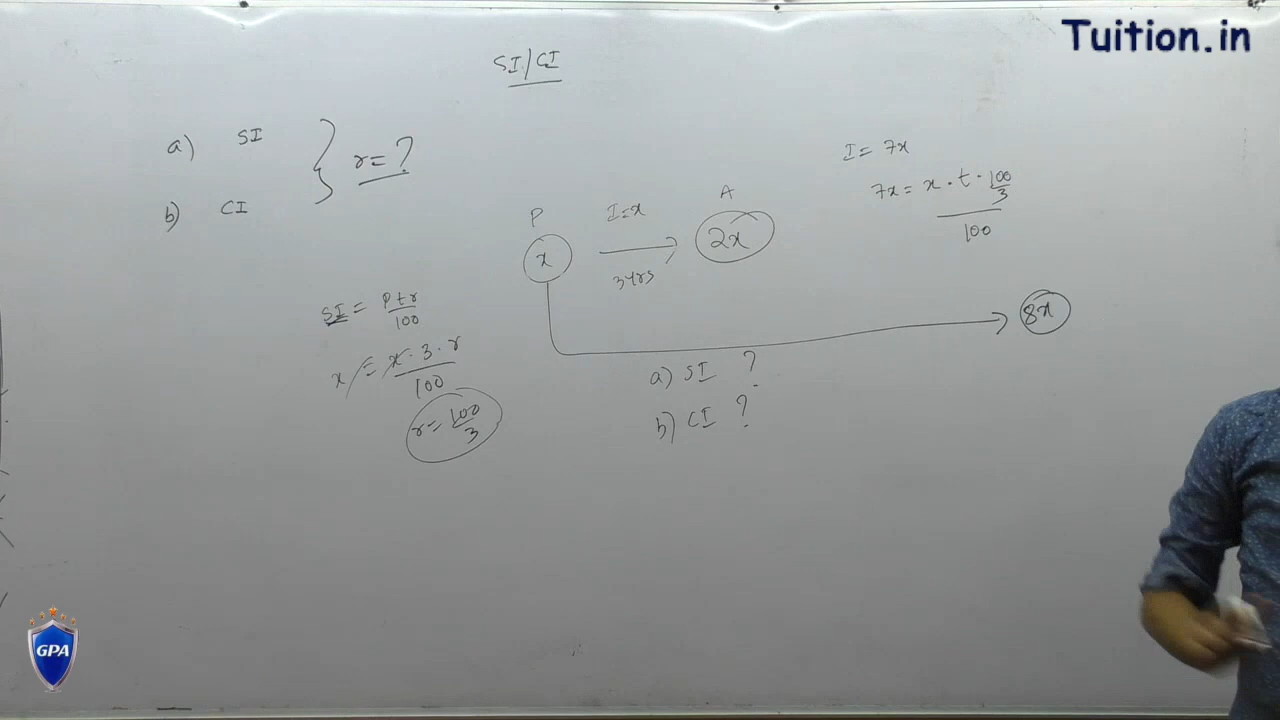 Tuition.in
SI/CI
a) SI
b) CI
r = ?
I = 7x
7x = x · t · 100/3
100
P
I=x
A
x
3yrs
2x
8x
a) SI ?
b) CI ?
SI = P t r
100
x = x · 3 · r
100
r = 100/3
GPA